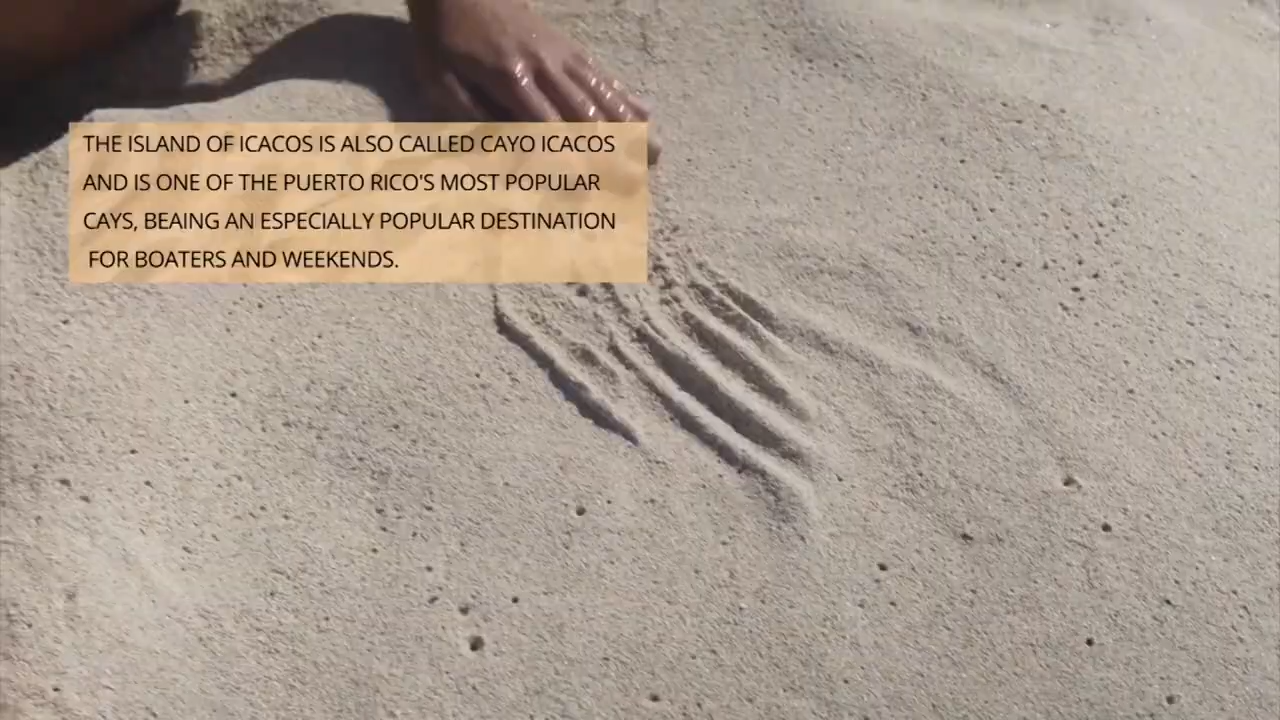 THE ISLAND OF ICACOS IS ALSO CALLED CAYO ICACOS
AND IS ONE OF THE PUERTO RICO'S MOST POPULAR
CAYS, BEAING AN ESPECIALLY POPULAR DESTINATION
FOR BOATERS AND WEEKENDS.